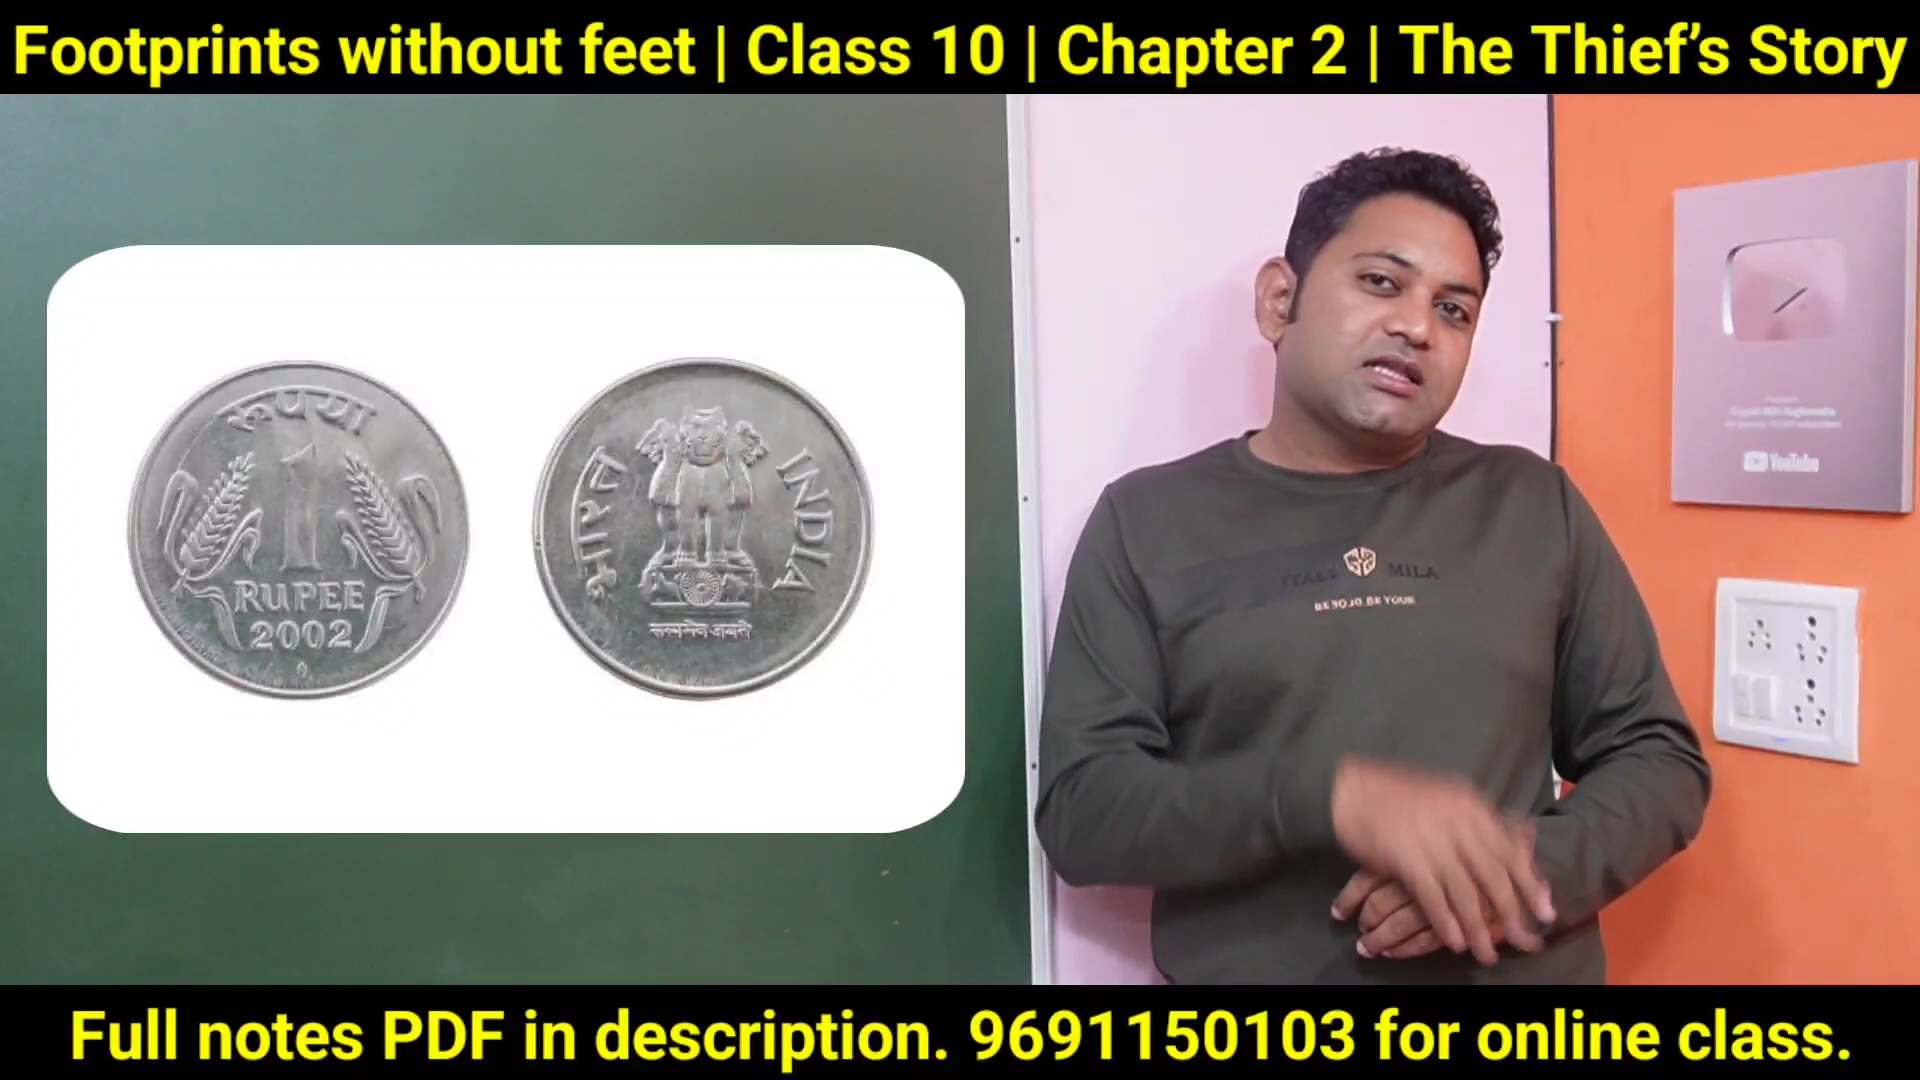 Footprints without feet | Class 10 | Chapter 2 | The Thief’s Story
रूपया
1
RUPEE
2002
भारत
INDIA
सत्यमेव जयते
MILA
YouTube
Full notes PDF in description. 9691150103 for online class.